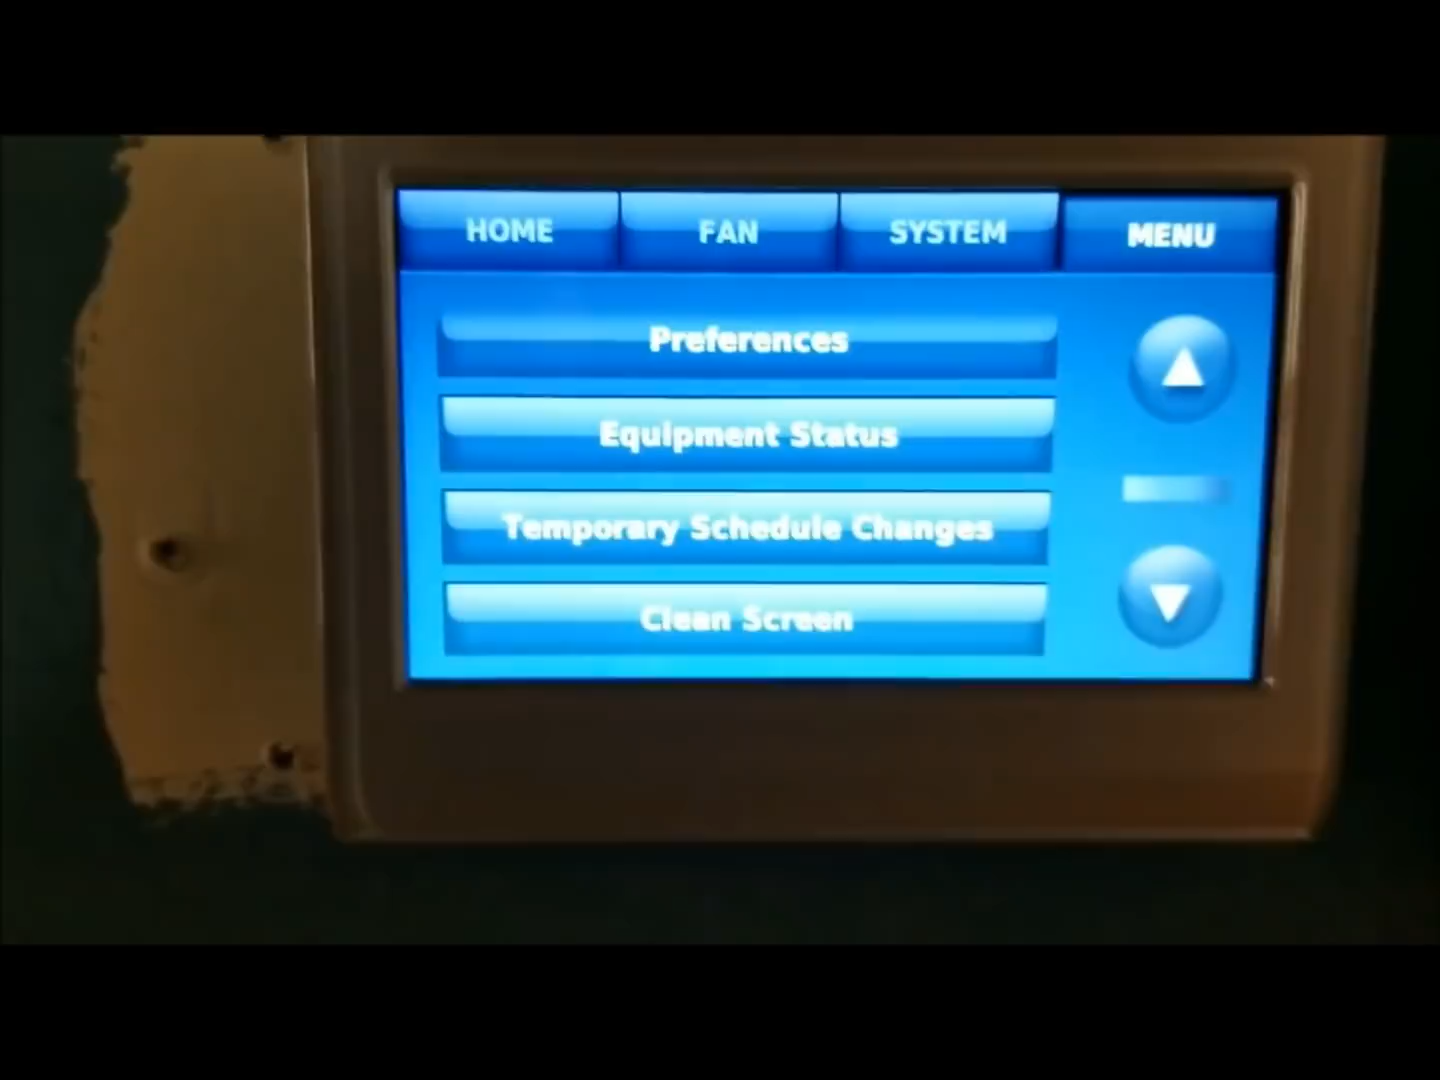 HOME FAN SYSTEM MENU
Preferences
Equipment Status
Temporary Schedule Changes
Clean Screen